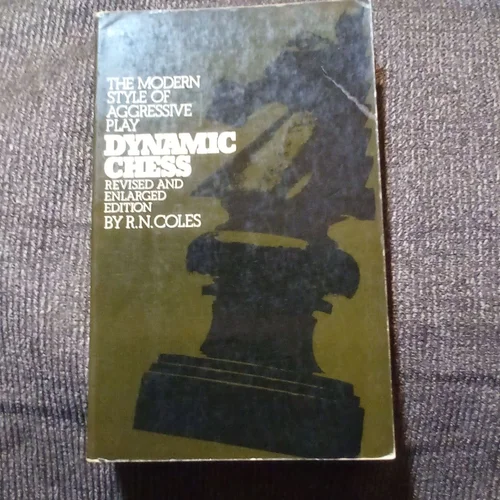 THE MODERN
STYLE OF
AGGRESSIVE
PLAY
DYNAMIC
CHESS
REVISED AND
ENLARGED
EDITION
BY R.N.COLES